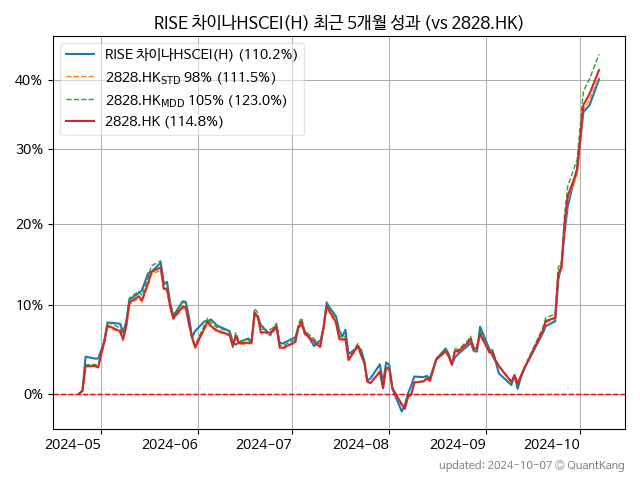 RISE 차이나HSCEI(H) 최근 5개월 성과 (vs 2828.HK)
RISE 차이나HSCEI(H) (110.2%)
2828.HK_STD 98% (111.5%)
2828.HK_MDD 105% (123.0%)
2828.HK (114.8%)
40%
30%
20%
10%
0%
2024-05
2024-06
2024-07
2024-08
2024-09
2024-10
updated: 2024-10-07 © QuantKang